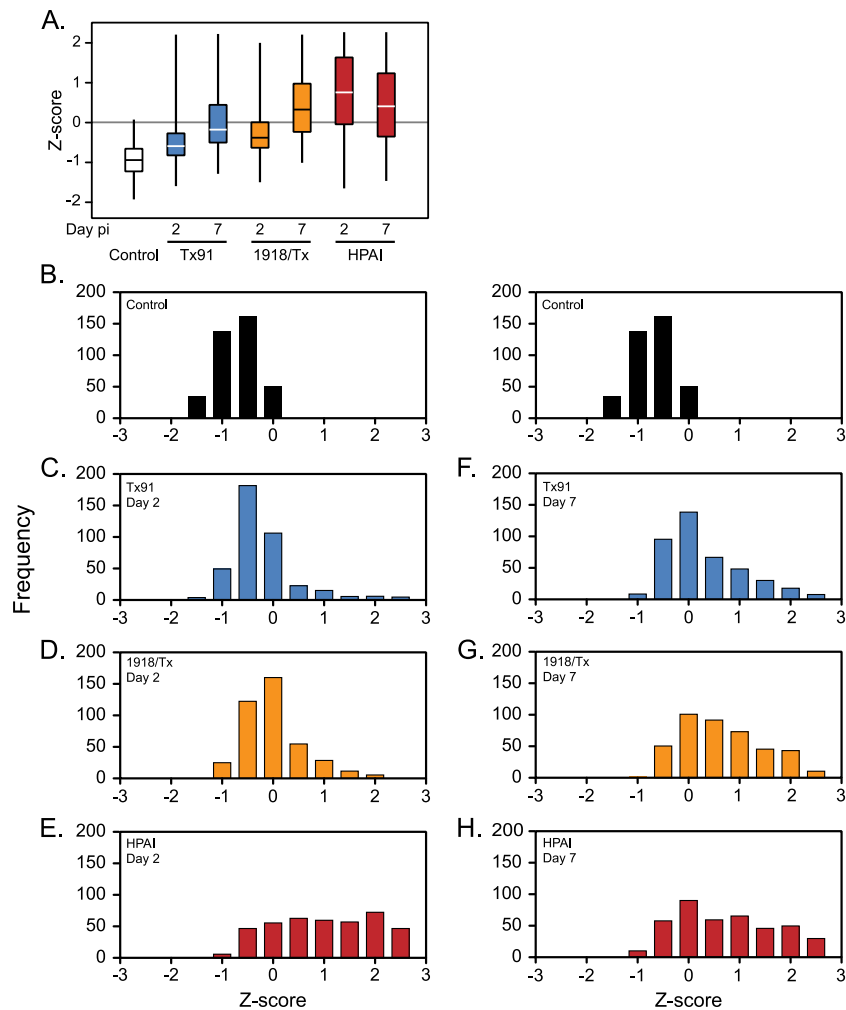 A.
Z-score
2
1
0
-1
-2
Day pi 2 7 2 7 2 7
Control Tx91 1918/Tx HPAI
B.
Frequency
200
150
100
50
0
Control
-3 -2 -1 0 1 2 3
200
150
100
50
0
Control
-3 -2 -1 0 1 2 3
C.
200
150
100
50
0
Tx91
Day 2
-3 -2 -1 0 1 2 3
F.
200
150
100
50
0
Tx91
Day 7
-3 -2 -1 0 1 2 3
D.
200
150
100
50
0
1918/Tx
Day 2
-3 -2 -1 0 1 2 3
G.
200
150
100
50
0
1918/Tx
Day 7
-3 -2 -1 0 1 2 3
E.
200
150
100
50
0
HPAI
Day 2
-3 -2 -1 0 1 2 3
Z-score
H.
200
150
100
50
0
HPAI
Day 7
-3 -2 -1 0 1 2 3
Z-score